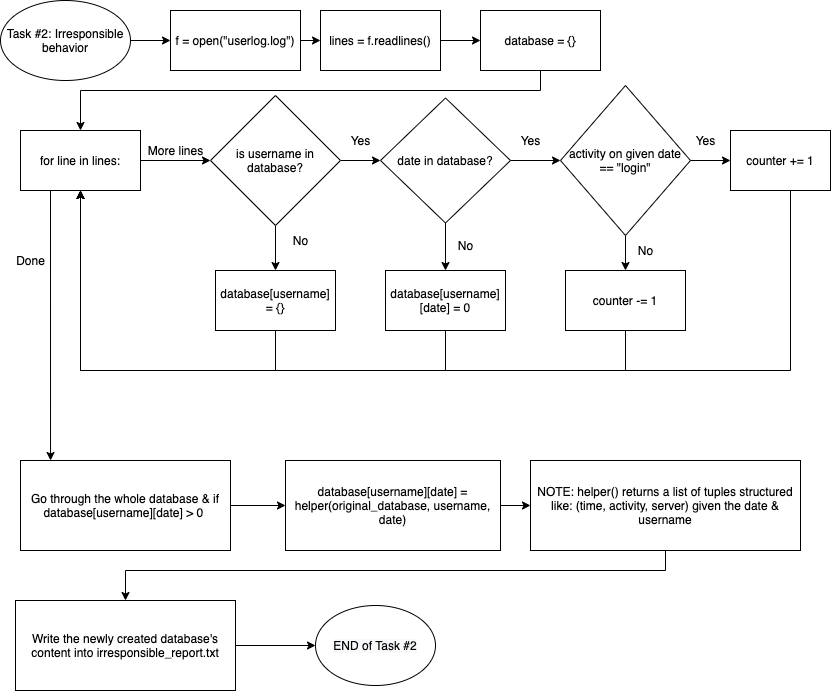 Task #2: Irresponsible
behavior
f = open("userlog.log")
lines = f.readlines()
database = {}
for line in lines:
More lines
is username in
database?
Yes
date in database?
Yes
activity on given date
== "login"
Yes
counter += 1
No
No
No
Done
database[username]
= {}
database[username]
[date] = 0
counter -= 1
Go through the whole database & if
database[username][date] > 0
database[username][date] =
helper(original_database, username,
date)
NOTE: helper() returns a list of tuples structured
like: (time, activity, server) given the date &
username
Write the newly created database's
content into irresponsible_report.txt
END of Task #2